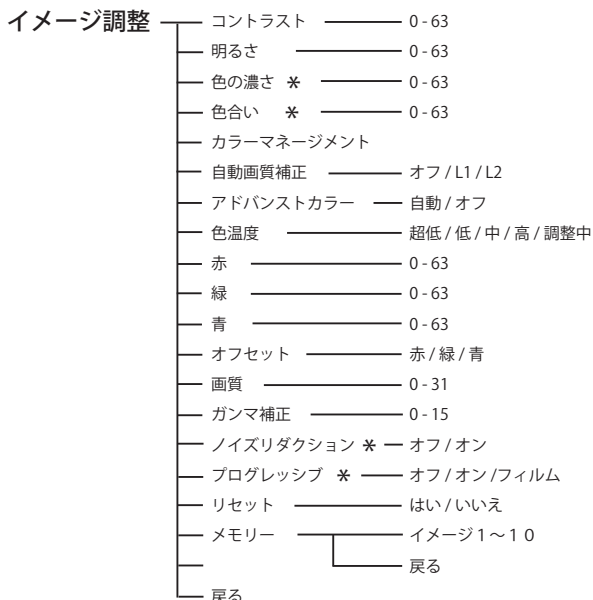 イメージ調整
コントラスト 0 - 63
明るさ 0 - 63
色の濃さ * 0 - 63
色合い * 0 - 63
カラーマネージメント
自動画質補正 オフ / L1 / L2
アドバンストカラー 自動 / オフ
色温度 超低 / 低 / 中 / 高 / 調整中
赤 0 - 63
緑 0 - 63
青 0 - 63
オフセット 赤 / 緑 / 青
画質 0 - 31
ガンマ補正 0 - 15
ノイズリダクション * オフ / オン
プログレッシブ * オフ / オン /フィルム
リセット はい / いいえ
メモリー イメージ1〜10
戻る
戻る